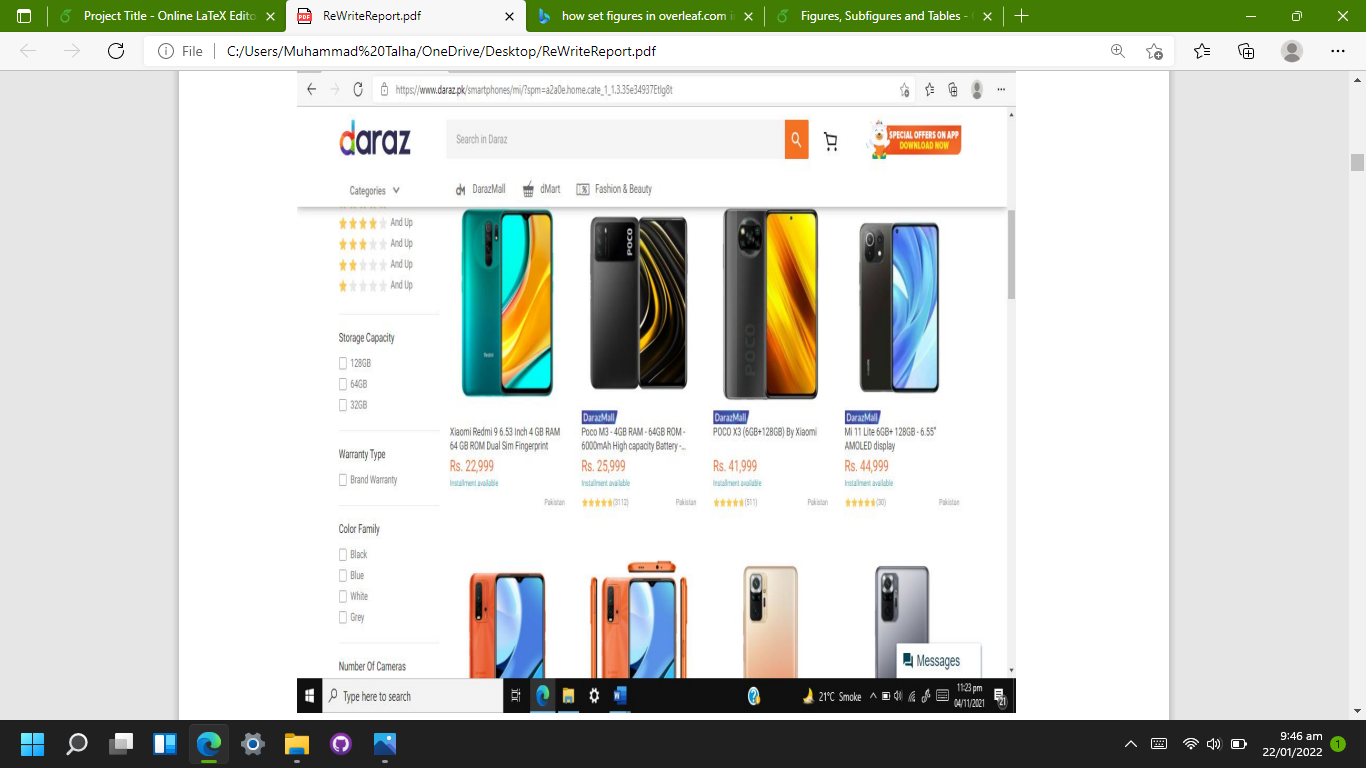 Project Title - Online LaTeX Edito
ReWriteReport.pdf
how set figures in overleaf.com i
Figures, Subfigures and Tables -
File
C:/Users/Muhammad%20Talha/OneDrive/Desktop/ReWriteReport.pdf
https://www.daraz.pk/smartphones/mi/?spm=a2a0e.home.cate_1_1.3.35e34937EtIg8t
daraz
Search in Daraz
SPECIAL OFFERS ON APP
DOWNLOAD NOW
Categories
DarazMall
dMart
Fashion & Beauty
And Up
And Up
And Up
And Up
Storage Capacity
128GB
64GB
32GB
Warranty Type
Brand Warranty
Color Family
Black
Blue
White
Grey
Number Of Cameras
Redmi
POCO
POCO
Xiaomi Redmi 9 6.53 Inch 4 GB RAM
64 GB ROM Dual Sim Fingerprint
Rs. 22,999
Installment available
Pakistan
DarazMall
Poco M3 - 4GB RAM - 64GB ROM -
6000mAh High capacity Battery -...
Rs. 25,999
Installment available
(3112)
Pakistan
DarazMall
POCO X3 (6GB+128GB) By Xiaomi
Rs. 41,999
Installment available
(511)
Pakistan
DarazMall
Mi 11 Lite 6GB+ 128GB - 6.55"
AMOLED display
Rs. 44,999
Installment available
(30)
Pakistan
Messages
Type here to search
21°C Smoke
11:23 pm
04/11/2021
21
9:46 am
22/01/2022
1